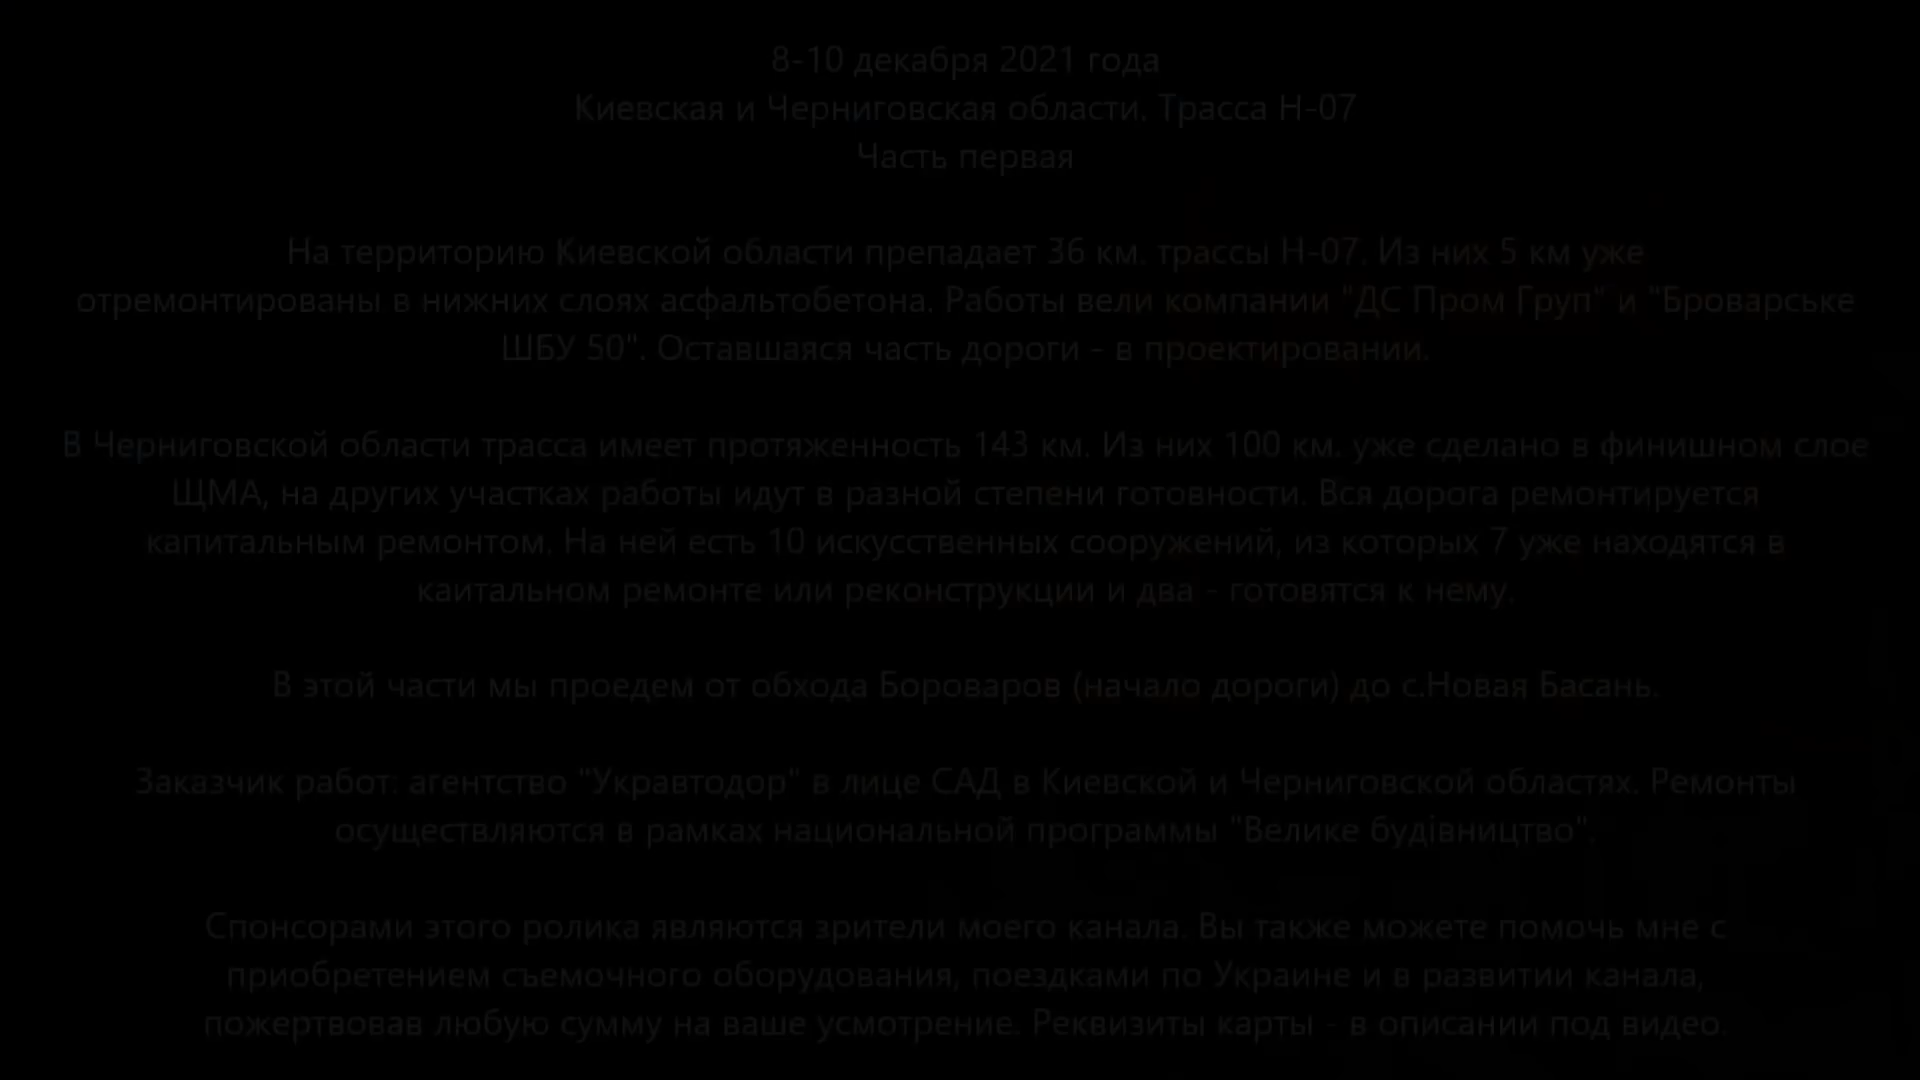 8-10 декабря 2021 года
Киевская и Черниговская области. Трасса Н-07
Часть первая
На территорию Киевской области препадает 36 км. трассы Н-07. Из них 5 км уже
отремонтированы в нижних слоях асфальтобетона. Работы вели компании "ДС Пром Груп" и "Броварське
ШБУ 50". Оставшаяся часть дороги - в проектировании.
В Черниговской области трасса имеет протяженность 143 км. Из них 100 км. уже сделано в финишном слое
ЩМА, на других участках работы идут в разной степени готовности. Вся дорога ремонтируется
капитальным ремонтом. На ней есть 10 искусственных сооружений, из которых 7 уже находятся в
каитальном ремонте или реконструкции и два - готовятся к нему.
В этой части мы проедем от обхода Бороваров (начало дороги) до с.Новая Басань.
Заказчик работ: агентство "Укравтодор" в лице САД в Киевской и Черниговской областях. Ремонты
осуществляются в рамках национальной программы "Велике будівництво".
Спонсорами этого ролика являются зрители моего канала. Вы также можете помочь мне с
приобретением съемочного оборудования, поездками по Украине и в развитии канала,
пожертвовав любую сумму на ваше усмотрение. Реквизиты карты - в описании под видео.